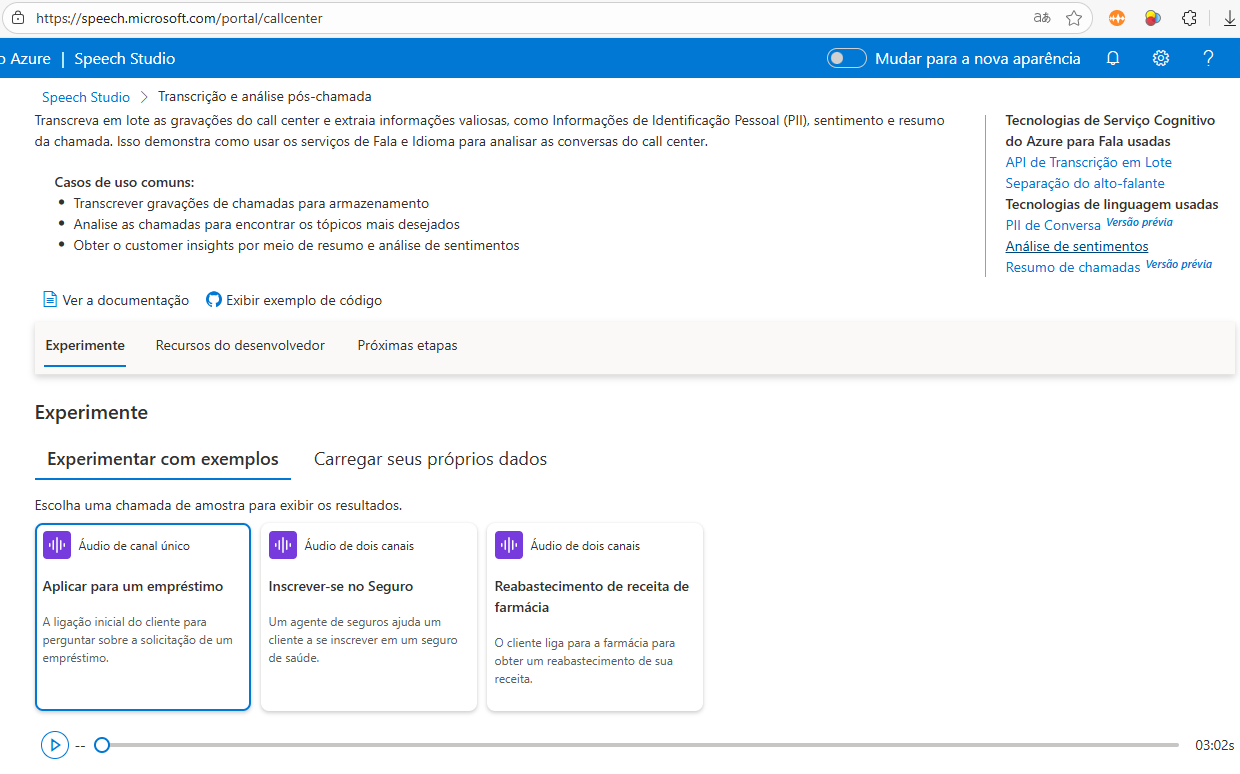 https://speech.microsoft.com/portal/callcenter
o Azure | Speech Studio
Mudar para a nova aparência
Speech Studio > Transcrição e análise pós-chamada
Transcreva em lote as gravações do call center e extraia informações valiosas, como Informações de Identificação Pessoal (PII), sentimento e resumo
da chamada. Isso demonstra como usar os serviços de Fala e Idioma para analisar as conversas do call center.
Casos de uso comuns:
• Transcrever gravações de chamadas para armazenamento
• Analise as chamadas para encontrar os tópicos mais desejados
• Obter o customer insights por meio de resumo e análise de sentimentos
Tecnologias de Serviço Cognitivo
do Azure para Fala usadas
API de Transcrição em Lote
Separação do alto-falante
Tecnologias de linguagem usadas
PII de Conversa Versão prévia
Análise de sentimentos
Resumo de chamadas Versão prévia
Ver a documentação
Exibir exemplo de código
Experimente
Recursos do desenvolvedor
Próximas etapas
Experimente
Experimentar com exemplos
Carregar seus próprios dados
Escolha uma chamada de amostra para exibir os resultados.
Áudio de canal único
Aplicar para um empréstimo
A ligação inicial do cliente para
perguntar sobre a solicitação de um
empréstimo.
Áudio de dois canais
Inscrever-se no Seguro
Um agente de seguros ajuda um
cliente a se inscrever em um seguro
de saúde.
Áudio de dois canais
Reabastecimento de receita de
farmácia
O cliente liga para a farmácia para
obter um reabastecimento de sua
receita.
--
03:02s